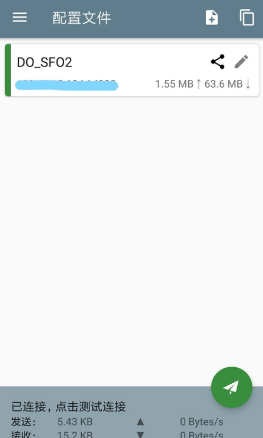 配置文件
DO_SFO2
1.55 MB↑ 63.6 MB↓
已连接，点击测试连接
发送： 5.43 KB ▲ 0 Bytes/s
接收： 15.2 KB ▼ 0 Bytes/s